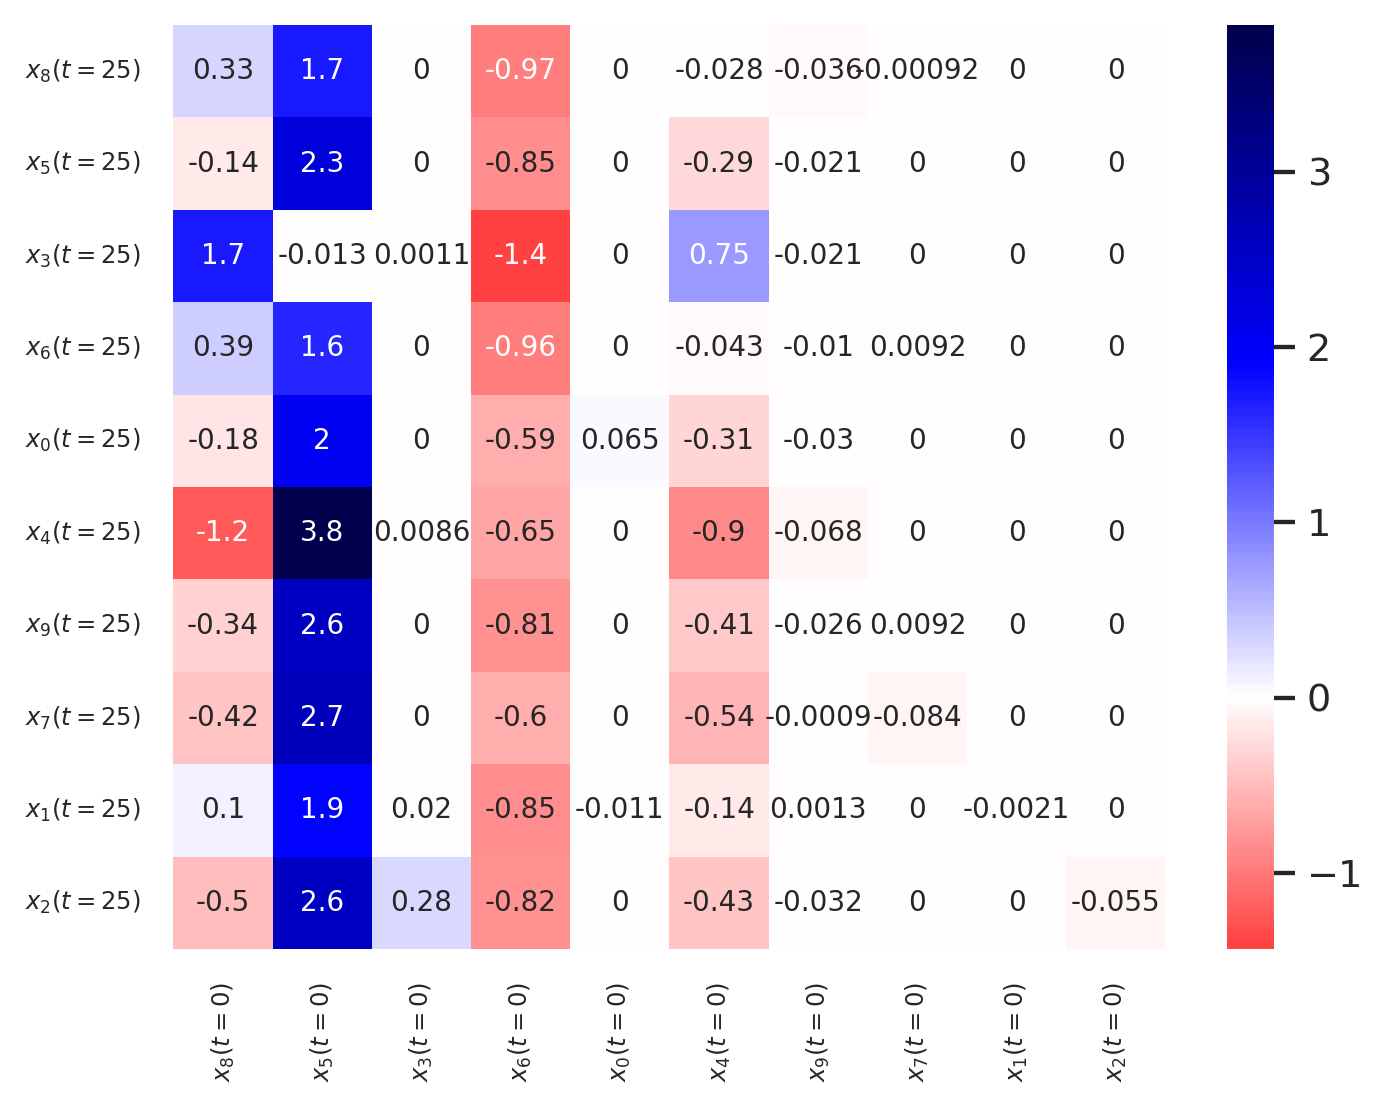 x₈(t = 25) 0.33 1.7 0 -0.97 0 -0.028 -0.036 -0.00092 0 0
x₅(t = 25) -0.14 2.3 0 -0.85 0 -0.29 -0.021 0 0 0
x₃(t = 25) 1.7 -0.013 0.0011 -1.4 0 0.75 -0.021 0 0 0
x₆(t = 25) 0.39 1.6 0 -0.96 0 -0.043 -0.01 0.0092 0 0
x₀(t = 25) -0.18 2 0 -0.59 0.065 -0.31 -0.03 0 0 0
x₄(t = 25) -1.2 3.8 0.0086 -0.65 0 -0.9 -0.068 0 0 0
x₉(t = 25) -0.34 2.6 0 -0.81 0 -0.41 -0.026 0.0092 0 0
x₇(t = 25) -0.42 2.7 0 -0.6 0 -0.54 -0.0009 -0.084 0 0
x₁(t = 25) 0.1 1.9 0.02 -0.85 -0.011 -0.14 0.0013 0 -0.0021 0
x₂(t = 25) -0.5 2.6 0.28 -0.82 0 -0.43 -0.032 0 0 -0.055
x₈(t = 0)
x₅(t = 0)
x₃(t = 0)
x₆(t = 0)
x₀(t = 0)
x₄(t = 0)
x₉(t = 0)
x₇(t = 0)
x₁(t = 0)
x₂(t = 0)
3
2
1
0
−1